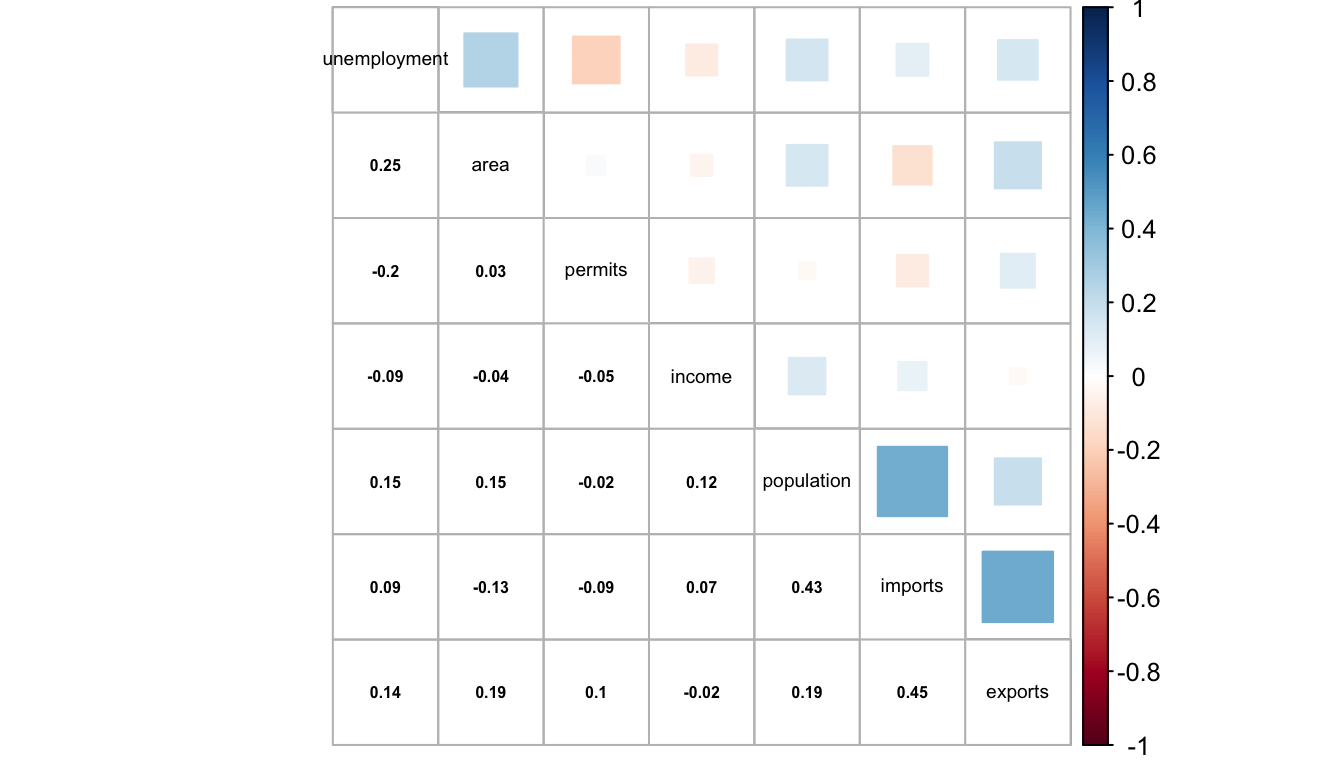 unemployment
0.25 area
-0.2 0.03 permits
-0.09 -0.04 -0.05 income
0.15 0.15 -0.02 0.12 population
0.09 -0.13 -0.09 0.07 0.43 imports
0.14 0.19 0.1 -0.02 0.19 0.45 exports
1
0.8
0.6
0.4
0.2
0
-0.2
-0.4
-0.6
-0.8
-1